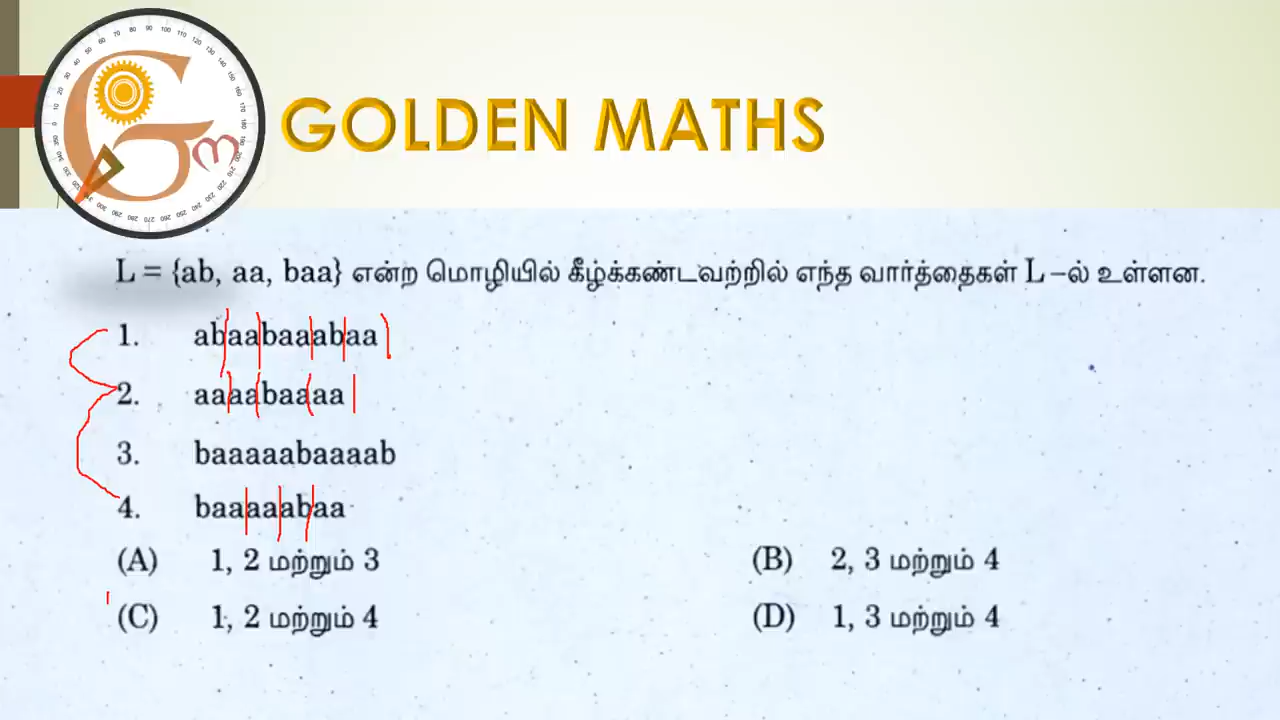 GOLDEN MATHS
L = {ab, aa, baa} என்ற மொழியில் கீழ்க்கண்டவற்றில் எந்த வார்த்தைகள் L –ல் உள்ளன.
1. abaabaaabaa
2. aaaabaaaa
3. baaaaabaaaab
4. baaaaabaa
(A) 1, 2 மற்றும் 3
(B) 2, 3 மற்றும் 4
(C) 1, 2 மற்றும் 4
(D) 1, 3 மற்றும் 4